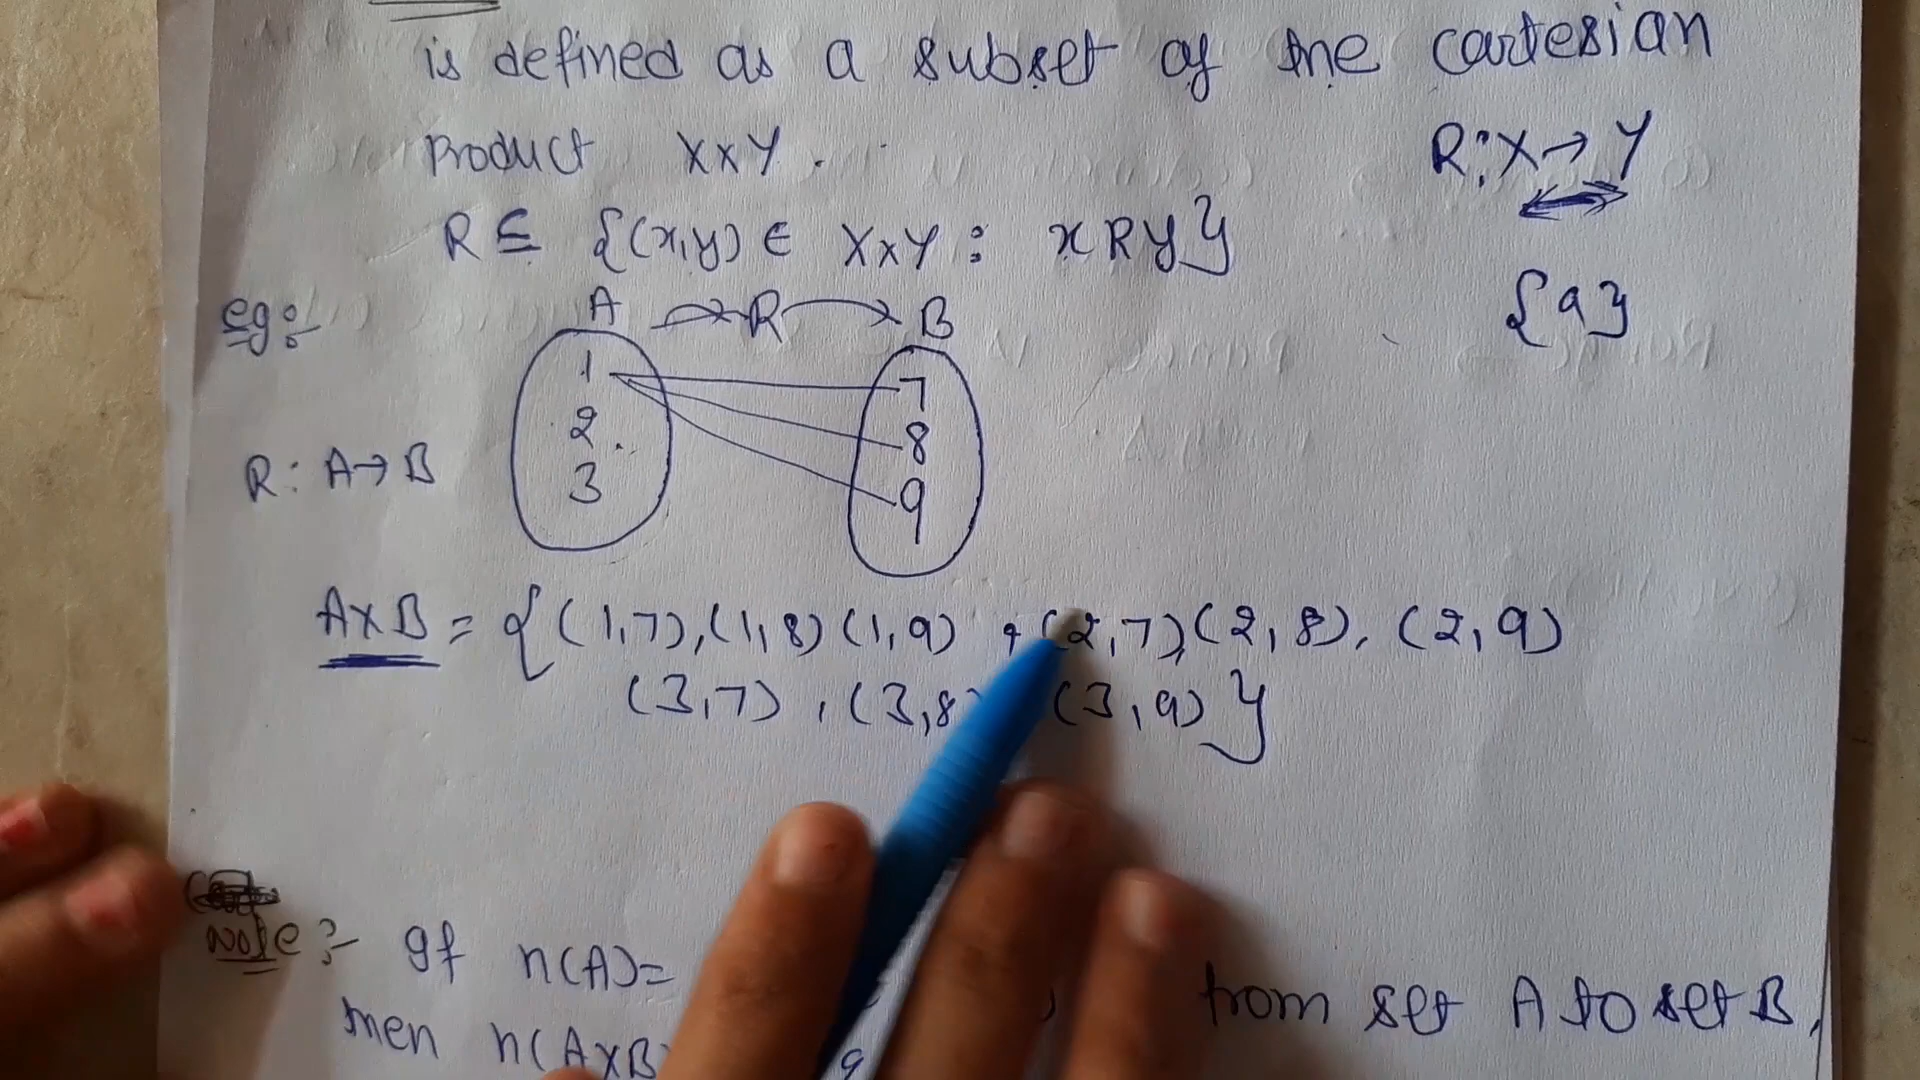 is defined as a subset of the cartesian
Product X×Y.
R:X→Y
R ⊆ {(x,y) ∈ X×Y : xRy}
{a}
eg:-
A → R → B
1 7
2 8
3 9
R: A→B
A×B = {(1,7),(1,8)(1,9) , (2,7),(2,8), (2,9)
(3,7) , (3,8) (3,9)}
Note:- If n(A)= from set A to set B,
then n(A×B)